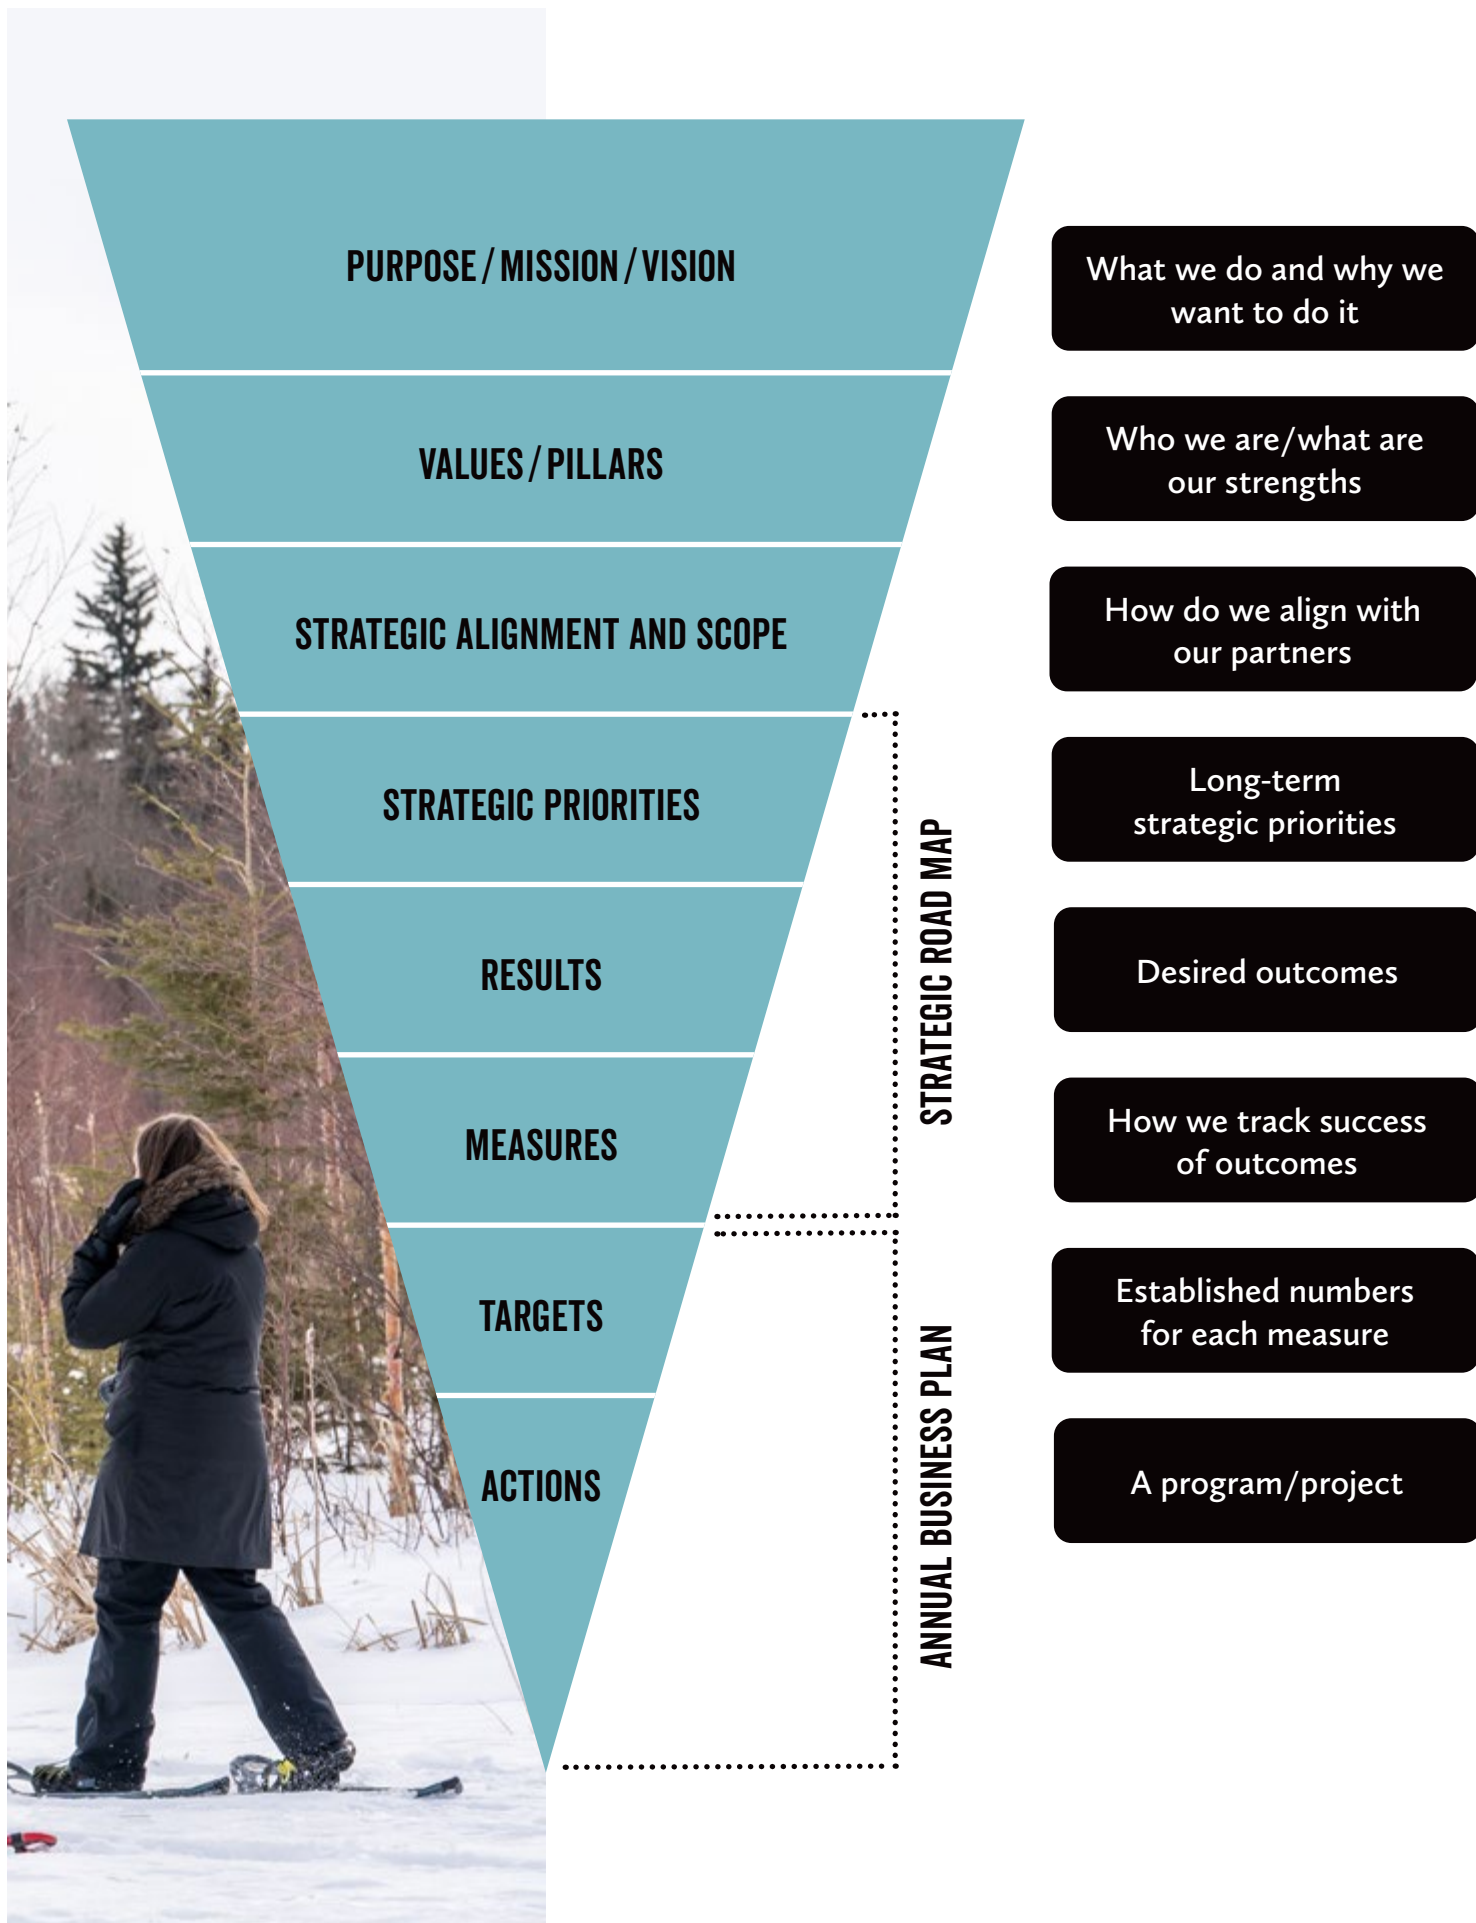 PURPOSE / MISSION / VISION
What we do and why we
want to do it
VALUES / PILLARS
Who we are/what are
our strengths
STRATEGIC ALIGNMENT AND SCOPE
How do we align with
our partners
STRATEGIC PRIORITIES
Long-term
strategic priorities
RESULTS
Desired outcomes
MEASURES
How we track success
of outcomes
STRATEGIC ROAD MAP
TARGETS
Established numbers
for each measure
ACTIONS
A program/project
ANNUAL BUSINESS PLAN